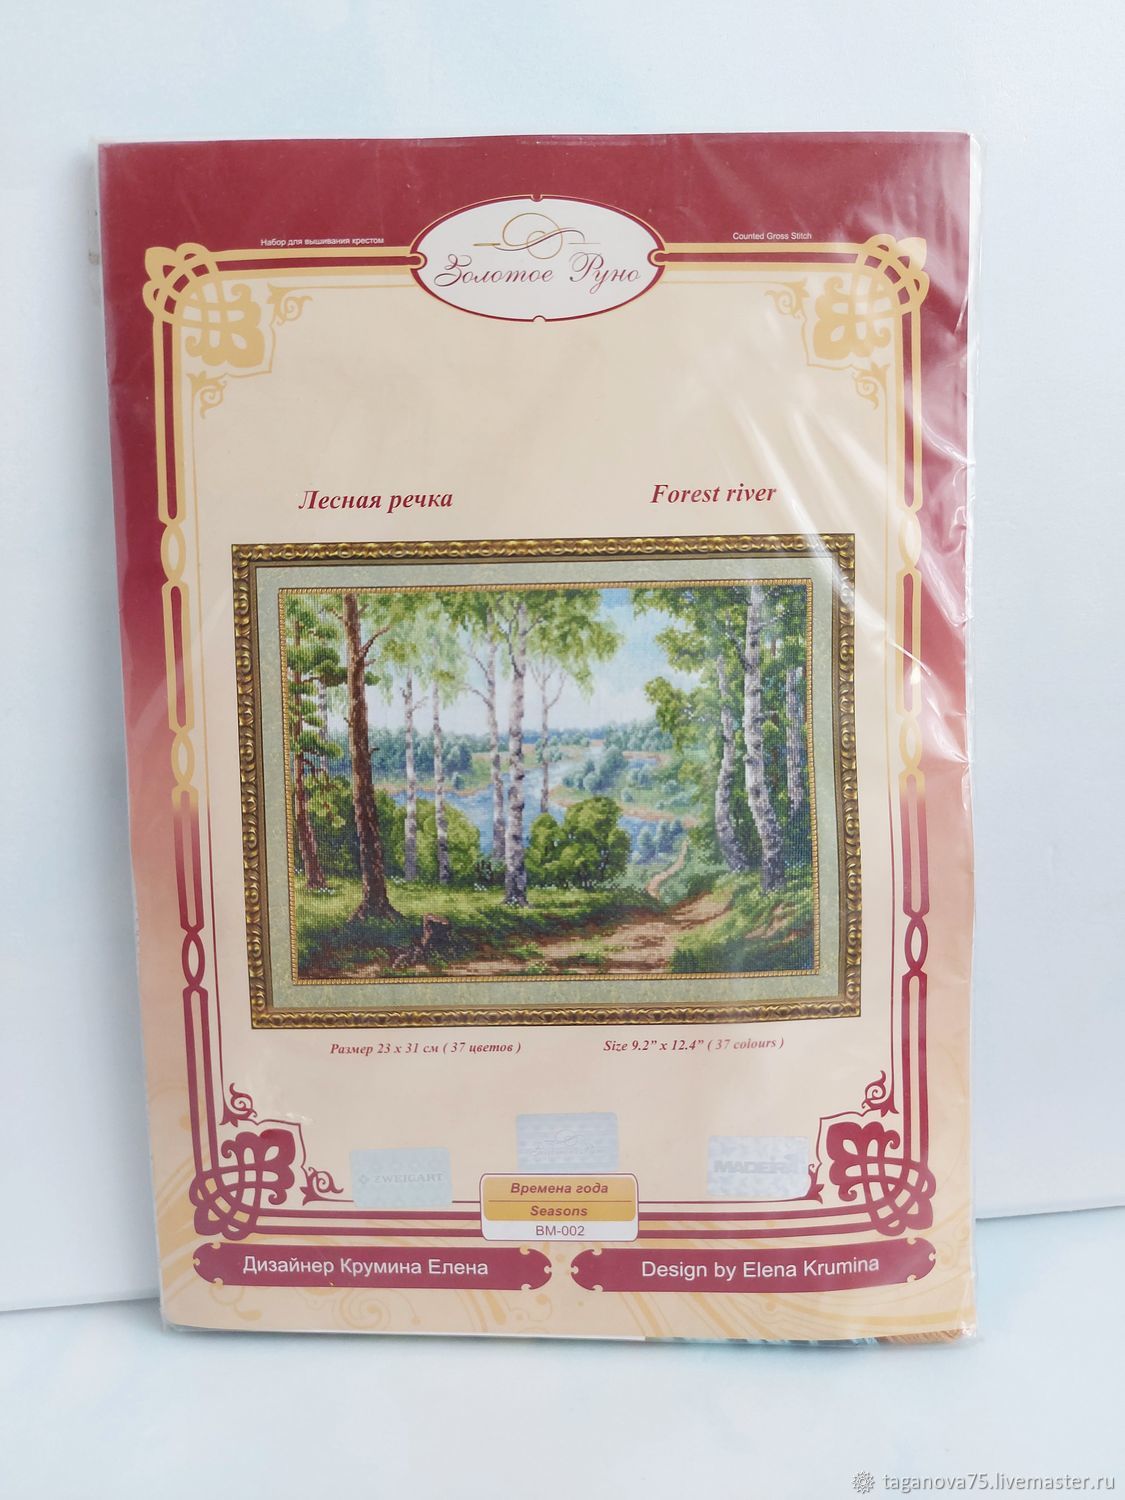 Набор для вышивания крестом
Counted Gross Stitch
Золотое Руно
Лесная речка
Forest river
Размер 23 x 31 см ( 37 цветов )
Size 9.2” x 12.4” ( 37 colours )
ZWEIGART
MADEIRA
Времена года
Seasons
ВМ-002
Дизайнер Крумина Елена
Design by Elena Krumina
taganova75.livemaster.ru